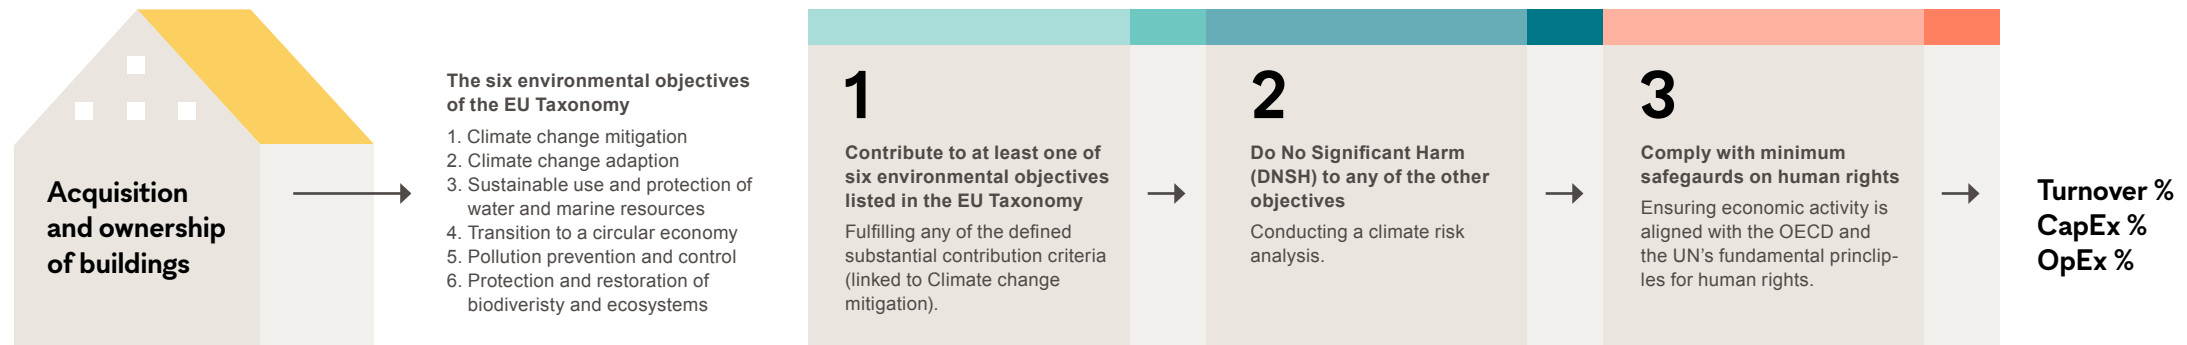 Acquisition
and ownership
of buildings
The six environmental objectives
of the EU Taxonomy
1. Climate change mitigation
2. Climate change adaption
3. Sustainable use and protection of
water and marine resources
4. Transition to a circular economy
5. Pollution prevention and control
6. Protection and restoration of
biodiveristy and ecosystems
1
Contribute to at least one of
six environmental objectives
listed in the EU Taxonomy
Fulfilling any of the defined
substantial contribution criteria
(linked to Climate change
mitigation).
2
Do No Significant Harm
(DNSH) to any of the other
objectives
Conducting a climate risk
analysis.
3
Comply with minimum
safegaurds on human rights
Ensuring economic activity is
aligned with the OECD and
the UN’s fundamental princlip-
les for human rights.
Turnover %
CapEx %
OpEx %